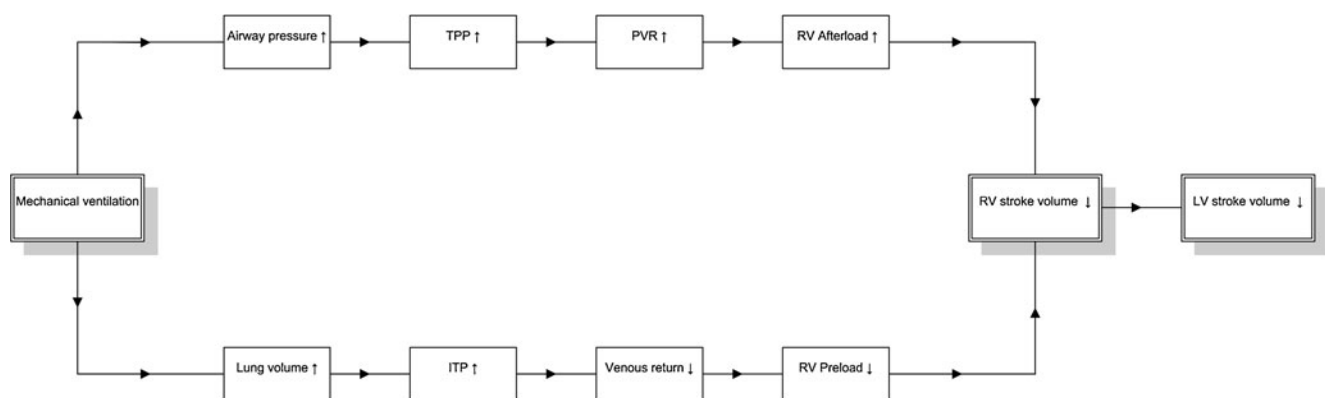 Airway pressure ↑
TPP ↑
PVR ↑
RV Afterload ↑
Mechanical ventilation
RV stroke volume ↓
LV stroke volume ↓
Lung volume ↑
ITP ↑
Venous return ↓
RV Preload ↓